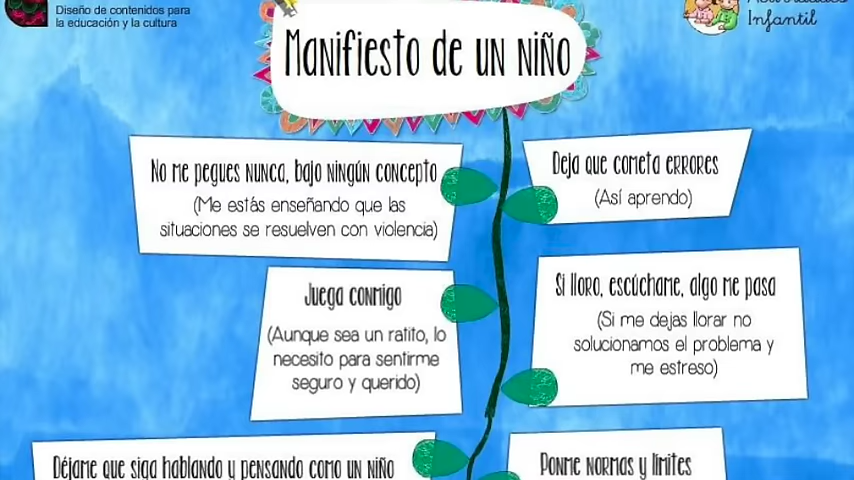 Diseño de contenidos para
la educación y la cultura
Infantil
Manifiesto de un niño
No me pegues nunca, bajo ningún concepto
(Me estás enseñando que las
situaciones se resuelven con violencia)
Deja que cometa errores
(Así aprendo)
Juega conmigo
(Aunque sea un ratito, lo
necesito para sentirme
seguro y querido)
Si lloro, escúchame, algo me pasa
(Si me dejas llorar no
solucionamos el problema y
me estreso)
Déjame que siga hablando y pensando como un niño
Ponme normas y límites